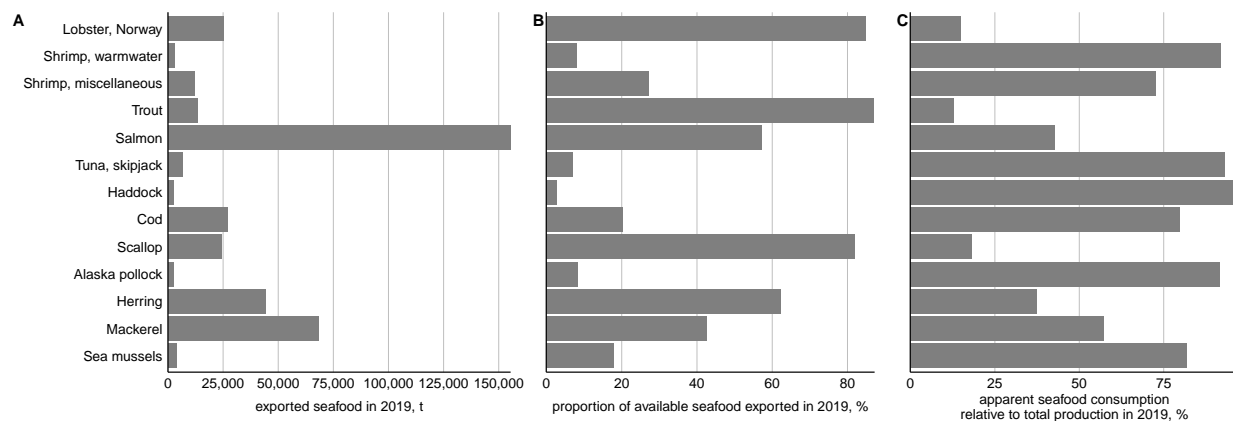 A
B
C
Lobster, Norway
Shrimp, warmwater
Shrimp, miscellaneous
Trout
Salmon
Tuna, skipjack
Haddock
Cod
Scallop
Alaska pollock
Herring
Mackerel
Sea mussels
0 25,000 50,000 75,000 100,000 125,000 150,000
exported seafood in 2019, t
0 20 40 60 80
proportion of available seafood exported in 2019, %
0 25 50 75
apparent seafood consumption
relative to total production in 2019, %